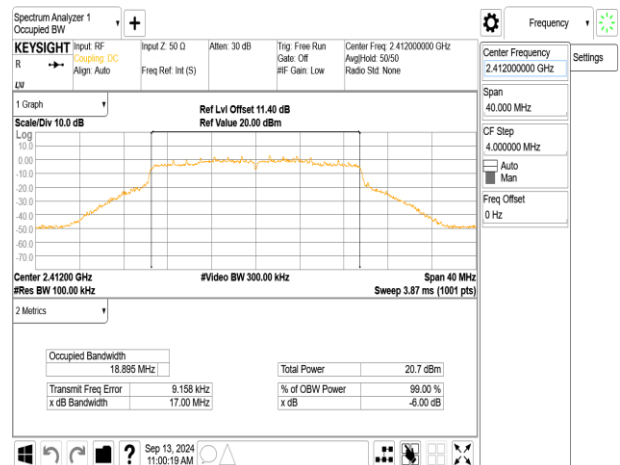 Spectrum Analyzer 1
Occupied BW
+
Frequency
KEYSIGHT
R
Input: RF
Coupling: DC
Align: Auto
Input Z: 50 Ω
Freq Ref: Int (S)
Atten: 30 dB
Trig: Free Run
Gate: Off
#IF Gain: Low
Center Freq: 2.412000000 GHz
Avg|Hold: 50/50
Radio Std: None
Center Frequency
2.412000000 GHz
Settings
Span
40.000 MHz
CF Step
4.000000 MHz
Auto
Man
Freq Offset
0 Hz
1 Graph
Scale/Div 10.0 dB
Ref Lvl Offset 11.40 dB
Ref Value 20.00 dBm
Log
10.0
0.00
-10.0
-20.0
-30.0
-40.0
-50.0
-60.0
-70.0
Center 2.41200 GHz
#Res BW 100.00 kHz
#Video BW 300.00 kHz
Span 40 MHz
Sweep 3.87 ms (1001 pts)
2 Metrics
Occupied Bandwidth
18.895 MHz
Transmit Freq Error 9.158 kHz
x dB Bandwidth 17.00 MHz
Total Power 20.7 dBm
% of OBW Power 99.00 %
x dB -6.00 dB
?
Sep 13, 2024
11:00:19 AM